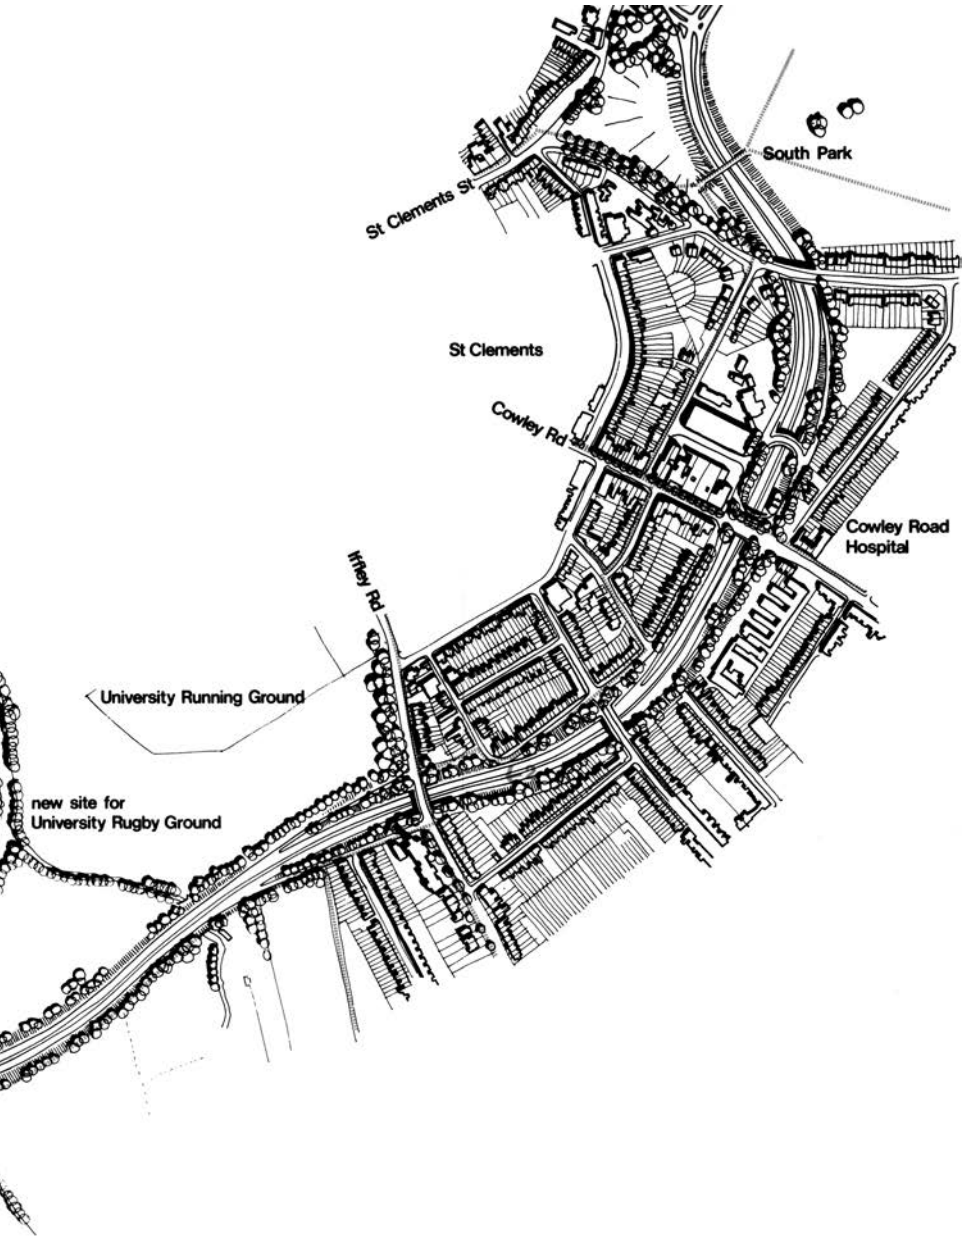 South Park
St Clements St
St Clements
Cowley Rd
Cowley Road
Hospital
Iffley Rd
University Running Ground
new site for
University Rugby Ground